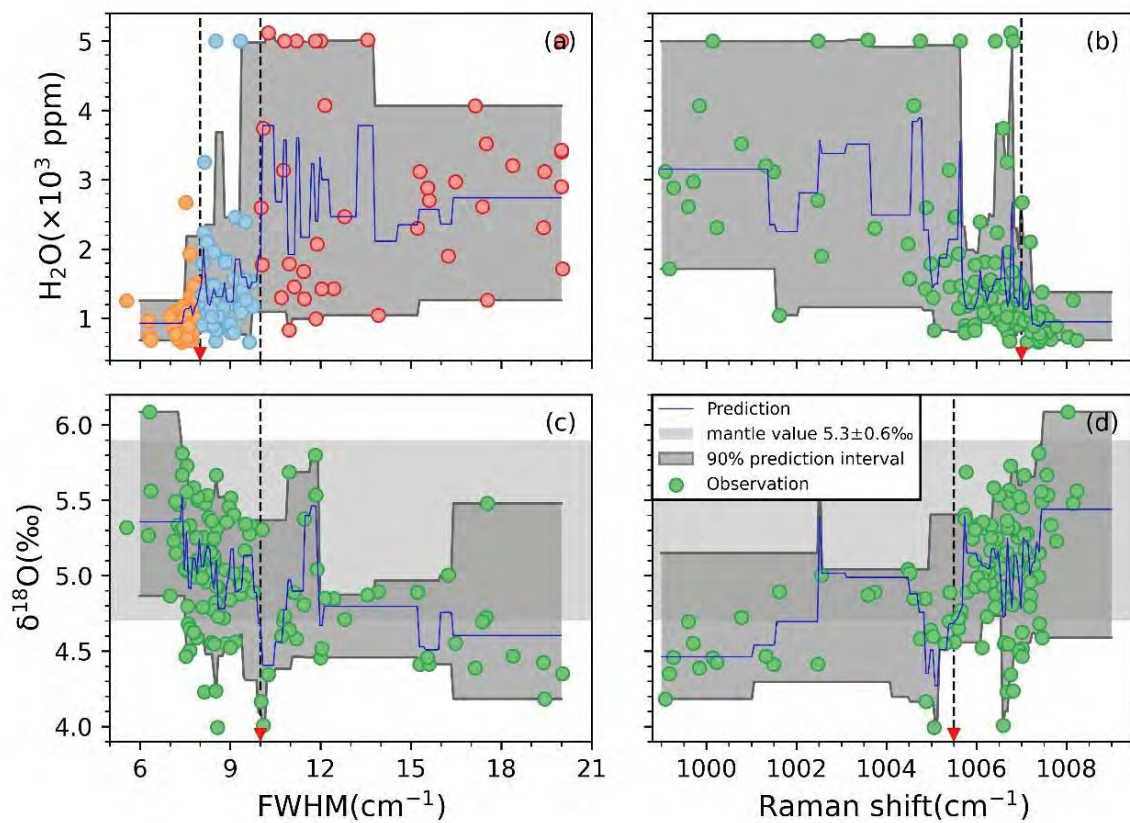 (a)
(b)
H₂O(×10³ ppm)
5
4
3
2
1
(c)
(d)
Prediction
mantle value 5.3±0.6‰
90% prediction interval
Observation
δ¹⁸O(‰)
6.0
5.5
5.0
4.5
4.0
6 9 12 15 18 21
1000 1002 1004 1006 1008
FWHM(cm⁻¹)
Raman shift(cm⁻¹)